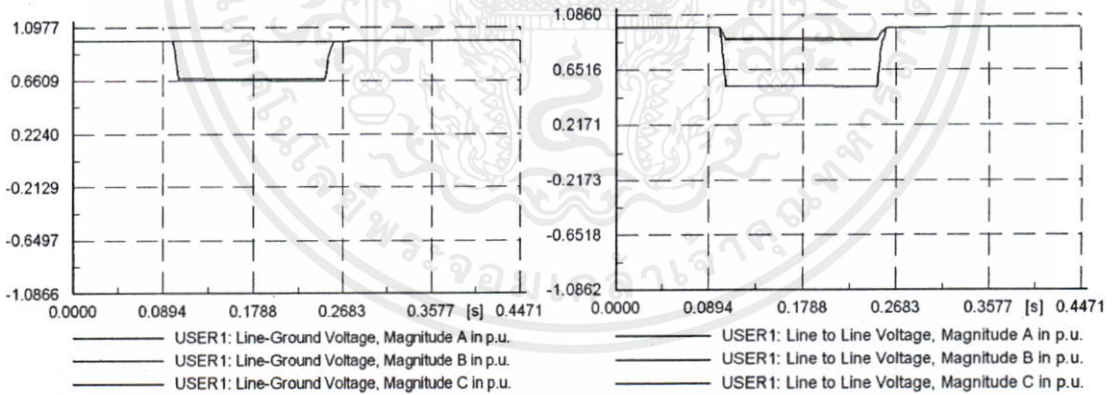 1.0977
0.6609
0.2240
-0.2129
-0.6497
-1.0866
0.0000 0.0894 0.1788 0.2683 0.3577 [s] 0.4471
USER1: Line-Ground Voltage, Magnitude A in p.u.
USER1: Line-Ground Voltage, Magnitude B in p.u.
USER1: Line-Ground Voltage, Magnitude C in p.u.
1.0860
0.6516
0.2171
-0.2173
-0.6518
-1.0862
0.0000 0.0894 0.1788 0.2683 0.3577 [s] 0.4471
USER1: Line to Line Voltage, Magnitude A in p.u.
USER1: Line to Line Voltage, Magnitude B in p.u.
USER1: Line to Line Voltage, Magnitude C in p.u.